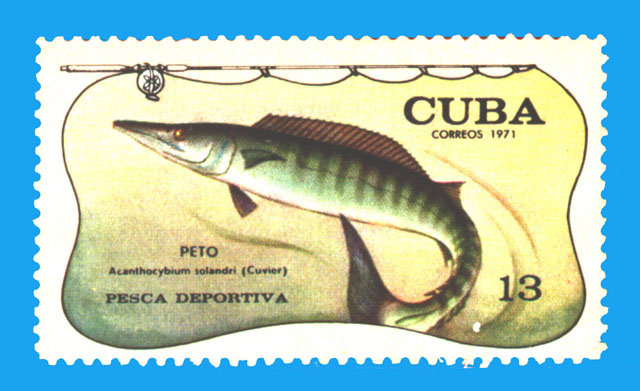 CUBA
CORREOS 1971
PETO
Acanthocybium solandri (Cuvier)
PESCA DEPORTIVA
13